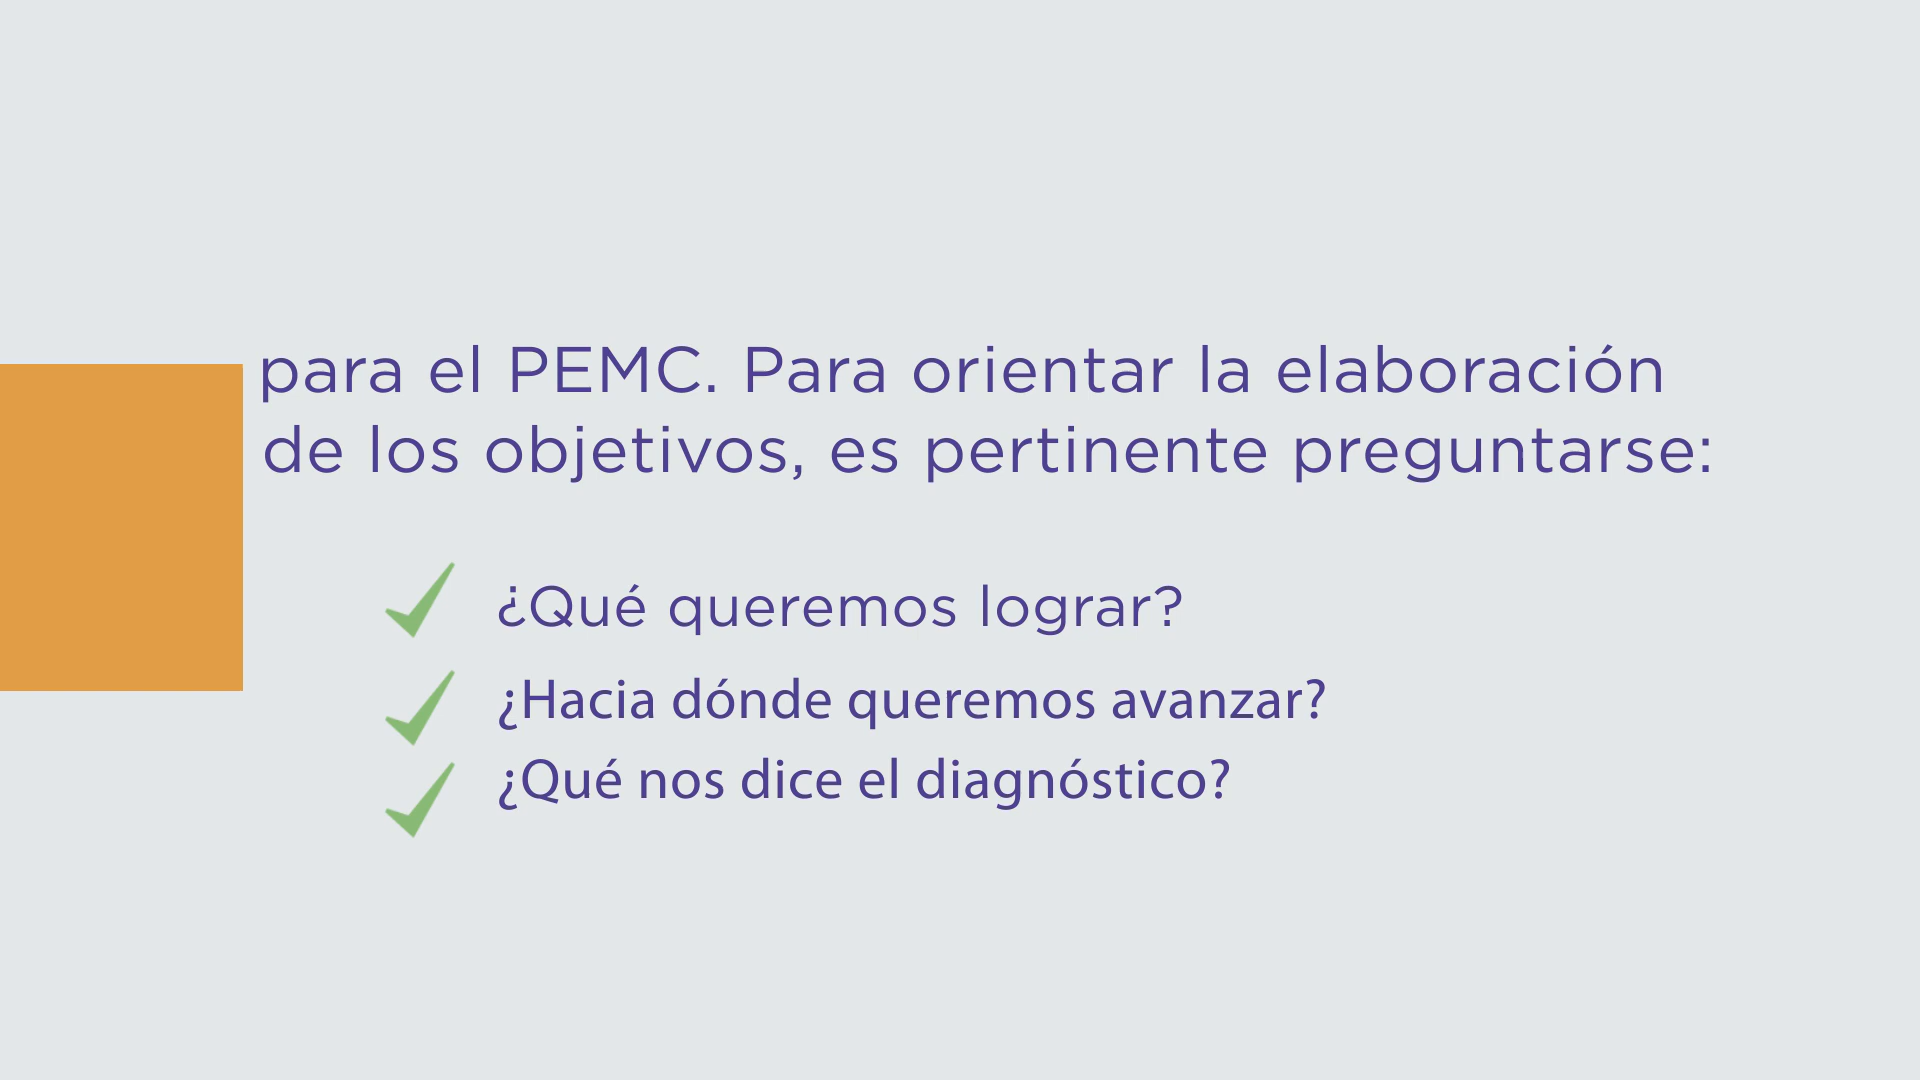 para el PEMC. Para orientar la elaboración
de los objetivos, es pertinente preguntarse:
¿Qué queremos lograr?
¿Hacia dónde queremos avanzar?
¿Qué nos dice el diagnóstico?